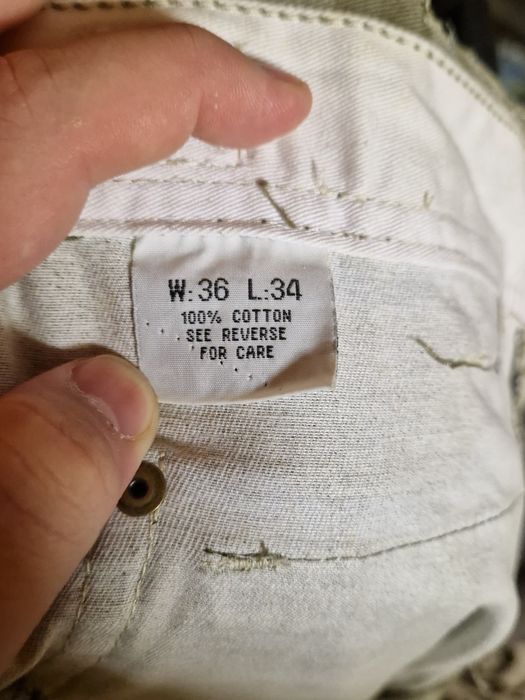 W: 36 L: 34
100% COTTON
SEE REVERSE
FOR CARE